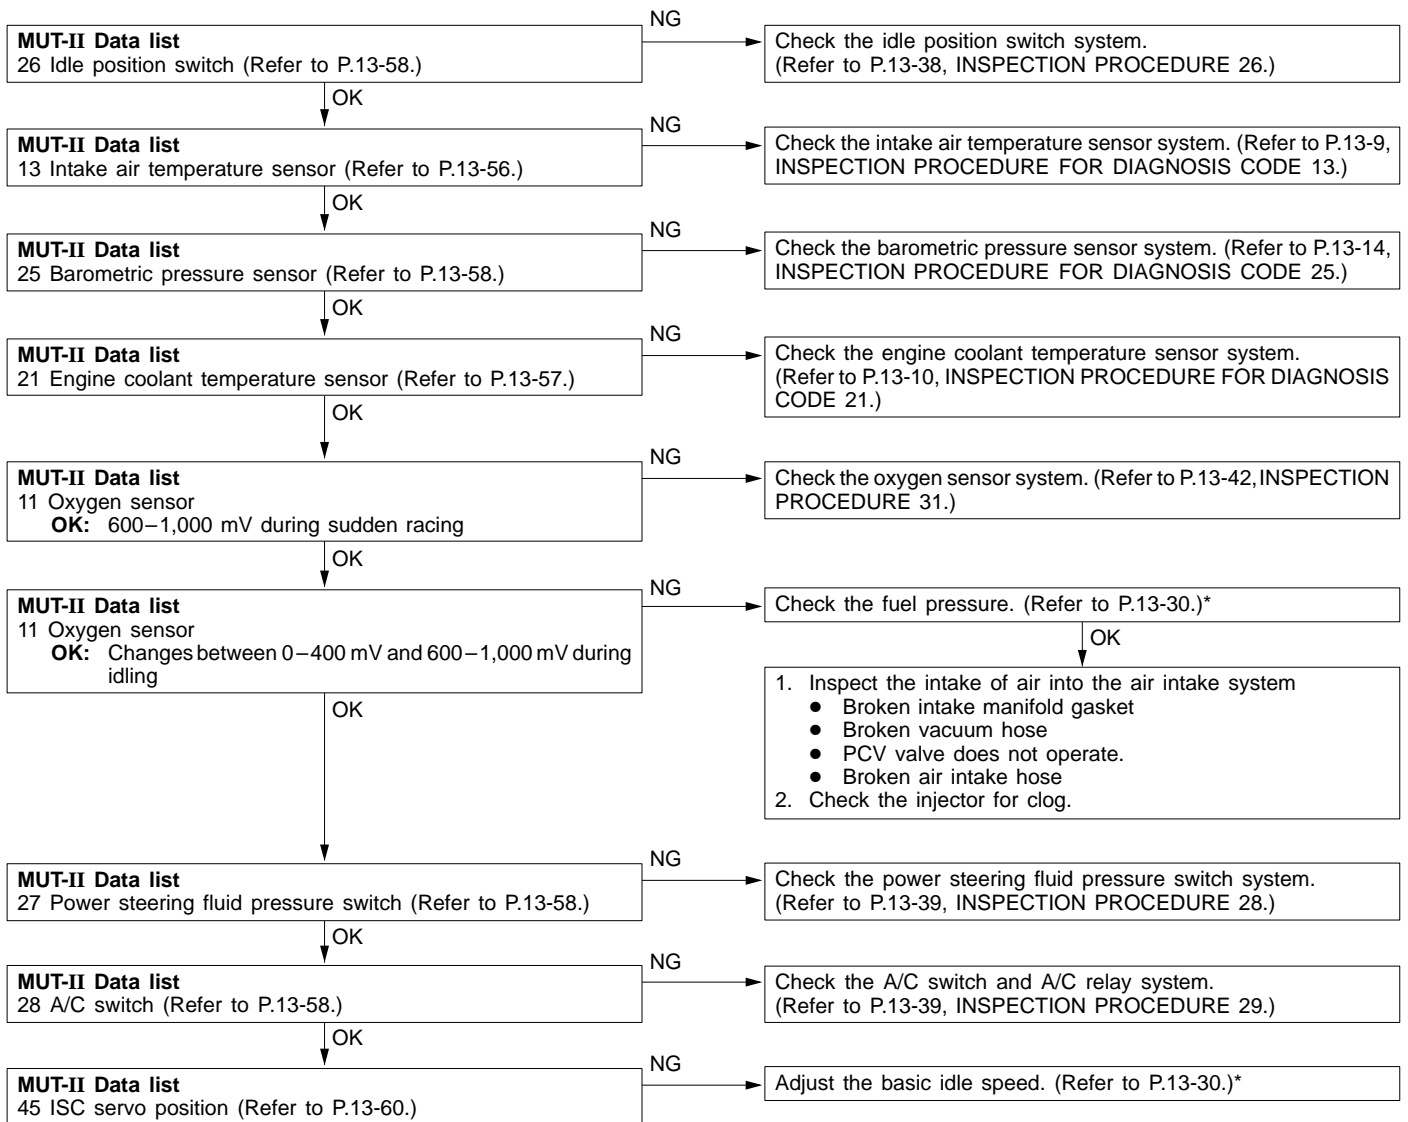 NG
MUT-II Data list
26 Idle position switch (Refer to P.13-58.)
Check the idle position switch system.
(Refer to P.13-38, INSPECTION PROCEDURE 26.)
OK
NG
MUT-II Data list
13 Intake air temperature sensor (Refer to P.13-56.)
Check the intake air temperature sensor system. (Refer to P.13-9,
INSPECTION PROCEDURE FOR DIAGNOSIS CODE 13.)
OK
NG
MUT-II Data list
25 Barometric pressure sensor (Refer to P.13-58.)
Check the barometric pressure sensor system. (Refer to P.13-14,
INSPECTION PROCEDURE FOR DIAGNOSIS CODE 25.)
OK
NG
MUT-II Data list
21 Engine coolant temperature sensor (Refer to P.13-57.)
Check the engine coolant temperature sensor system.
(Refer to P.13-10, INSPECTION PROCEDURE FOR DIAGNOSIS
CODE 21.)
OK
NG
MUT-II Data list
11 Oxygen sensor
OK: 600–1,000 mV during sudden racing
Check the oxygen sensor system. (Refer to P.13-42, INSPECTION
PROCEDURE 31.)
OK
NG
MUT-II Data list
11 Oxygen sensor
OK: Changes between 0–400 mV and 600–1,000 mV during
idling
Check the fuel pressure. (Refer to P.13-30.)*
OK
1. Inspect the intake of air into the air intake system
● Broken intake manifold gasket
● Broken vacuum hose
● PCV valve does not operate.
● Broken air intake hose
2. Check the injector for clog.
OK
NG
MUT-II Data list
27 Power steering fluid pressure switch (Refer to P.13-58.)
Check the power steering fluid pressure switch system.
(Refer to P.13-39, INSPECTION PROCEDURE 28.)
OK
NG
MUT-II Data list
28 A/C switch (Refer to P.13-58.)
Check the A/C switch and A/C relay system.
(Refer to P.13-39, INSPECTION PROCEDURE 29.)
OK
NG
MUT-II Data list
45 ISC servo position (Refer to P.13-60.)
Adjust the basic idle speed. (Refer to P.13-30.)*